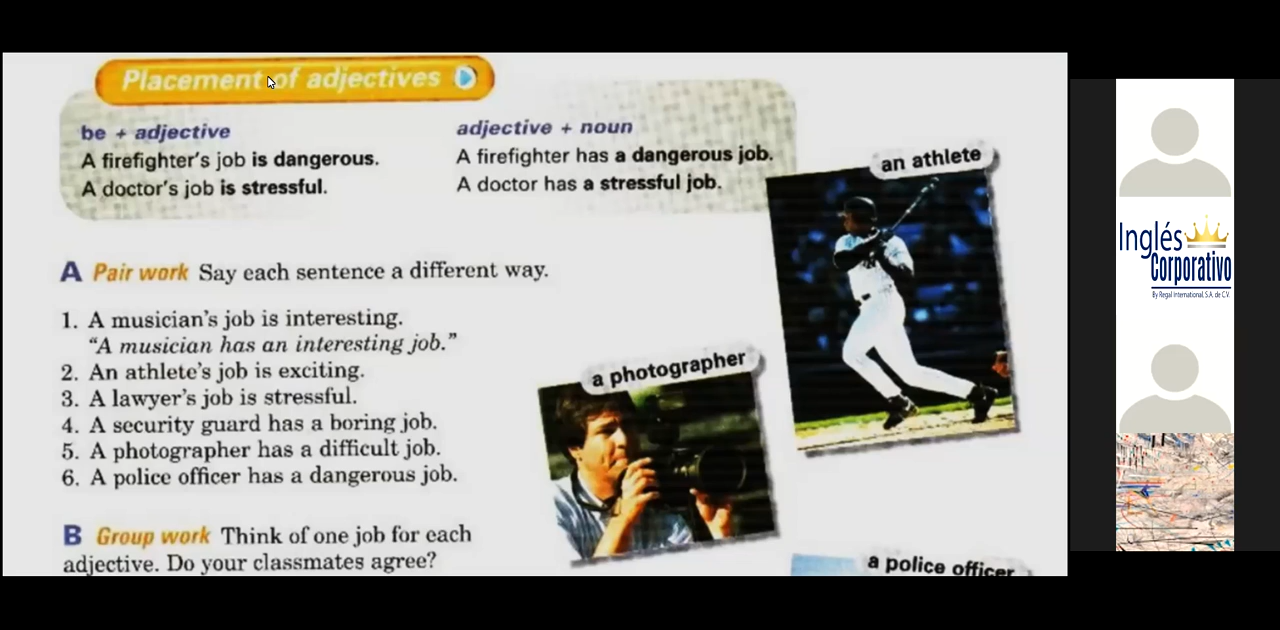 Placement of adjectives
be + adjective
A firefighter's job is dangerous.
A doctor's job is stressful.
adjective + noun
A firefighter has a dangerous job.
A doctor has a stressful job.
an athlete
A Pair work Say each sentence a different way.
1. A musician's job is interesting.
"A musician has an interesting job."
2. An athlete's job is exciting.
3. A lawyer's job is stressful.
4. A security guard has a boring job.
5. A photographer has a difficult job.
6. A police officer has a dangerous job.
a photographer
B Group work Think of one job for each
adjective. Do your classmates agree?
a police officer
Inglés
Corporativo
By Regal International, S.A. de C.V.